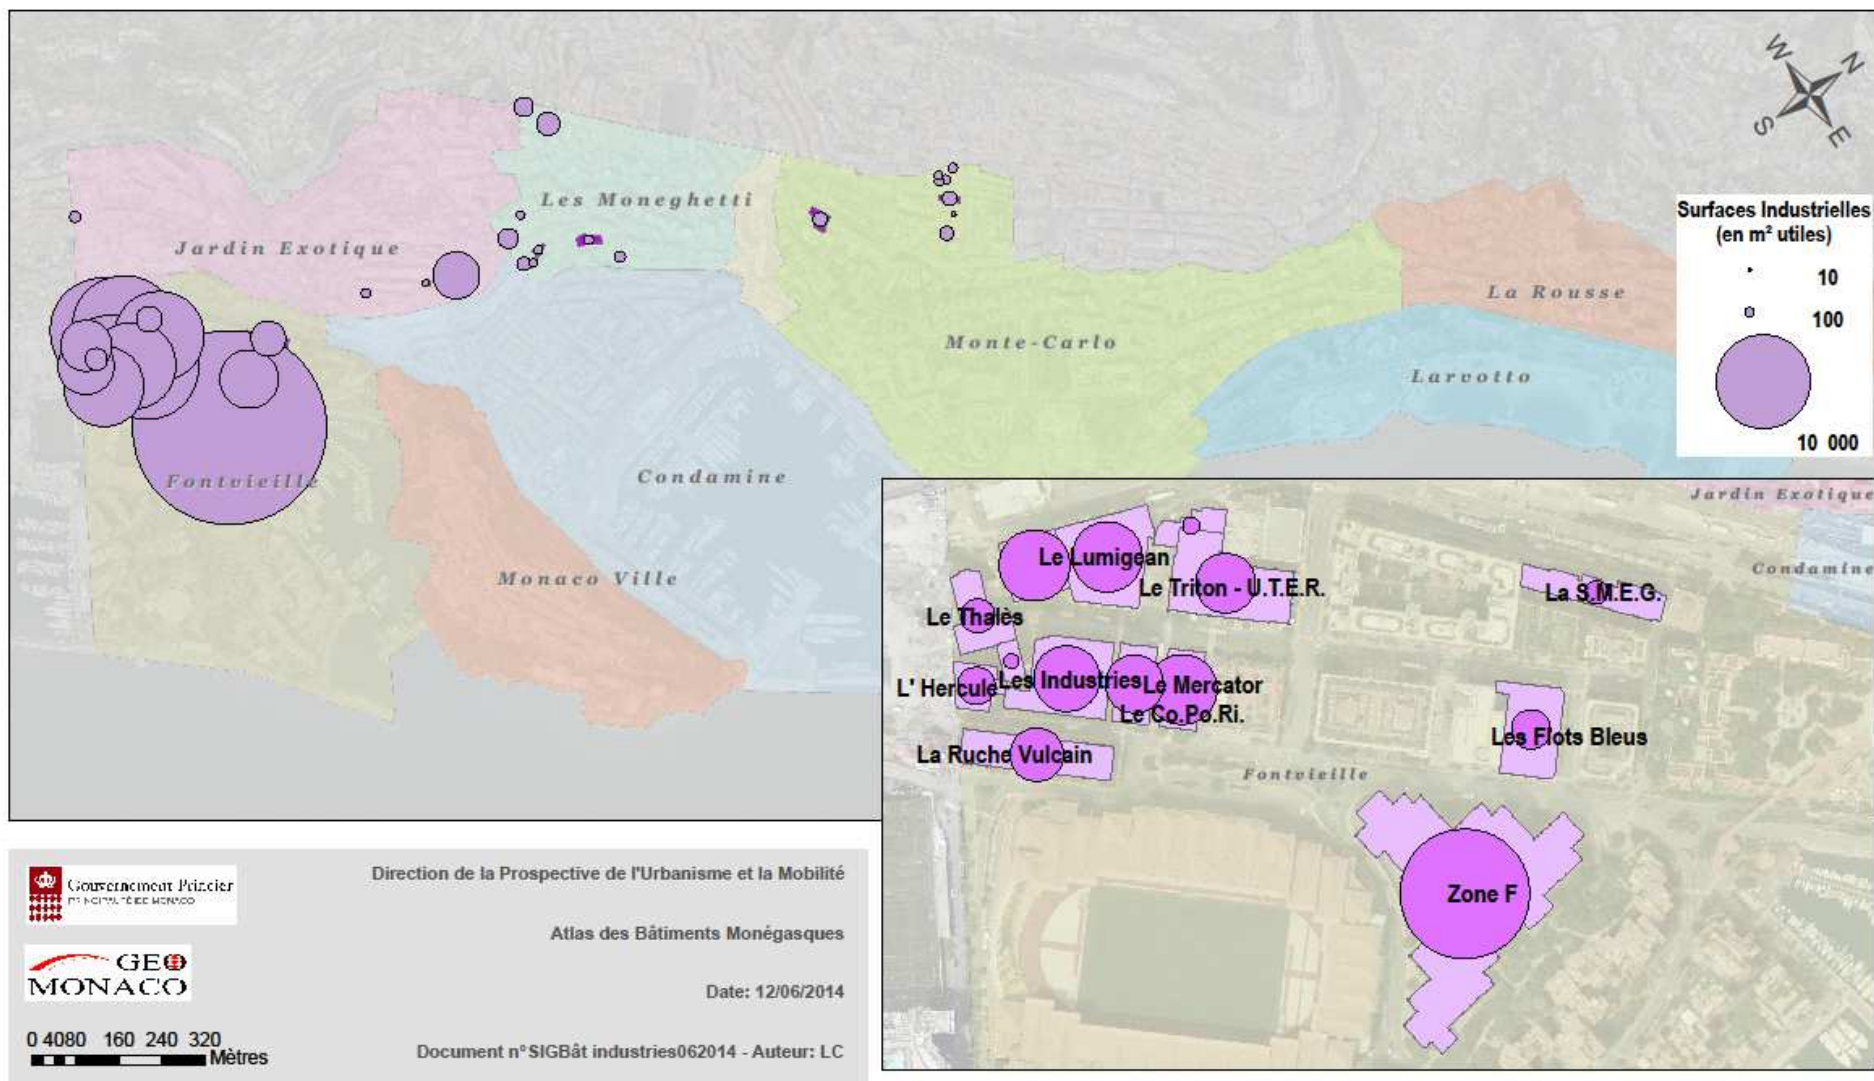 W
N
S
E
Surfaces Industrielles
(en m² utiles)
10
100
10 000
Les Moneghetti
Jardin Exotique
La Rousse
Monte-Carlo
Larvotto
Fontvieille
Condamine
Monaco Ville
Jardin Exotique
Condamine
Le Lumigean
Le Triton - U.T.E.R.
La S.M.E.G.
Le Thalès
L' Hercule
Les Industries
Le Mercator
Le Co.Po.Ri.
Les Flots Bleus
La Ruche Vulcain
Fontvieille
Zone F
Gouvernement Princier
PRINCIPAUTÉ DE MONACO
GEO
MONACO
Direction de la Prospective de l'Urbanisme et la Mobilité
Atlas des Bâtiments Monégasques
Date: 12/06/2014
0 4080 160 240 320
Mètres
Document n°SIGBât industries062014 - Auteur: LC